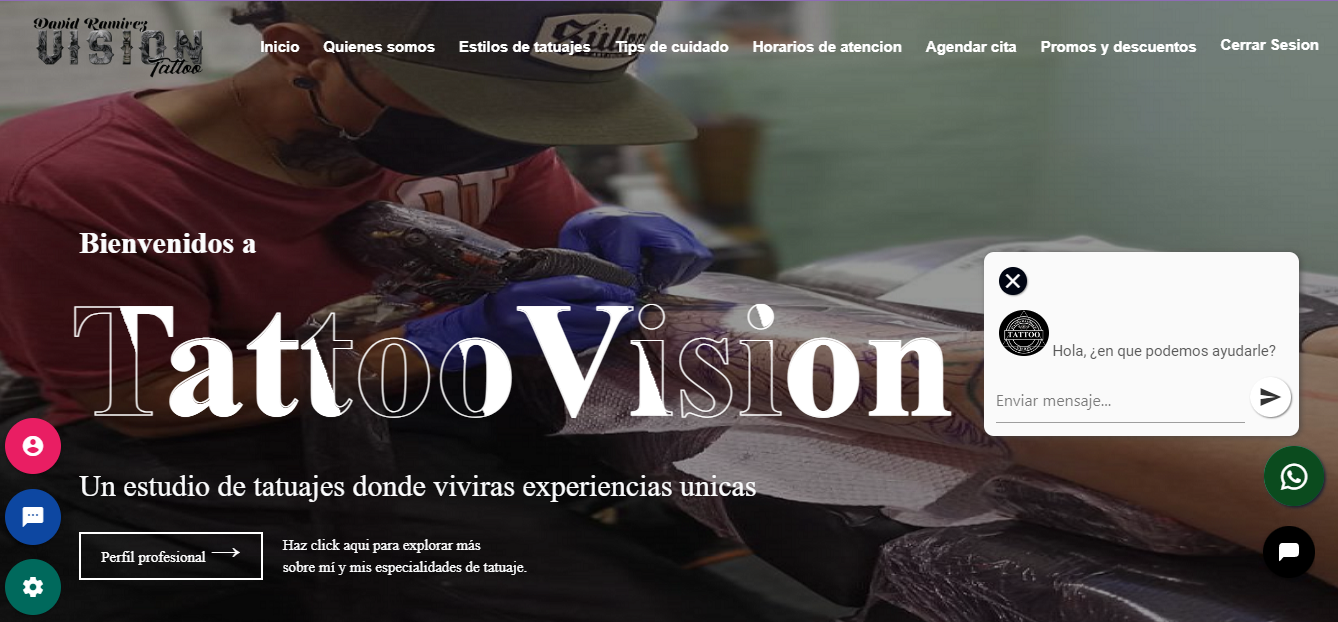 David Ramirez
VISION
Tattoo
Inicio
Quienes somos
Estilos de tatuajes
Tips de cuidado
Horarios de atencion
Agendar cita
Promos y descuentos
Cerrar Sesion
Bienvenidos a
TattooVision
Un estudio de tatuajes donde viviras experiencias unicas
Perfil profesional
Haz click aqui para explorar más
sobre mí y mis especialidades de tatuaje.
TATTOO
Hola, ¿en que podemos ayudarle?
Enviar mensaje...